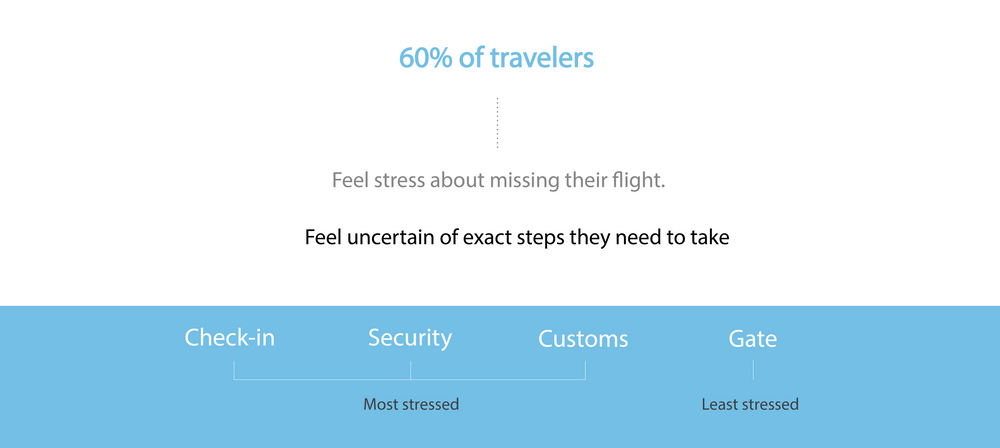 60% of travelers
Feel stress about missing their flight.
Feel uncertain of exact steps they need to take
Check-in Security Customs Gate
Most stressed Least stressed